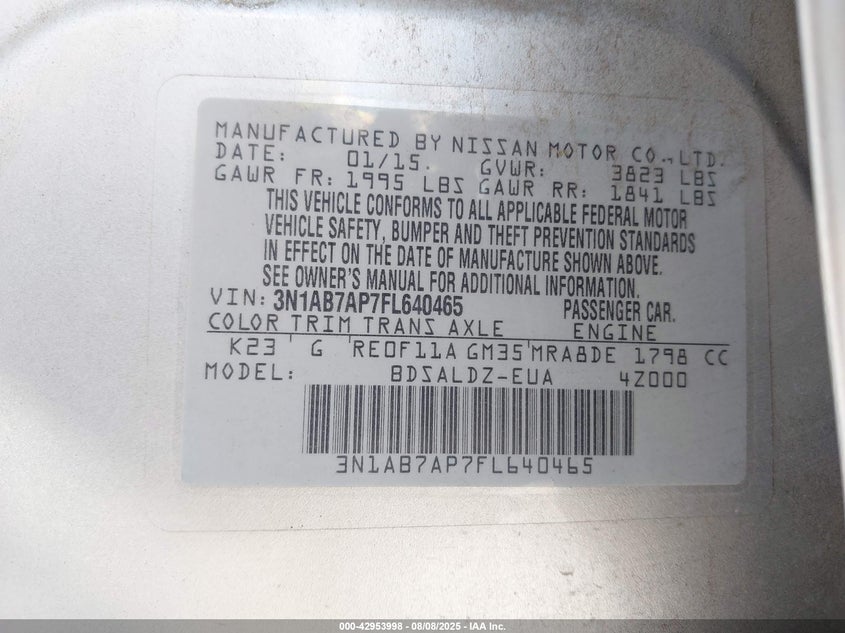 MANUFACTURED BY NISSAN MOTOR CO., LTD.
DATE: 01/15. GVWR: 3823 LBS
GAWR FR: 1995 LBS GAWR RR: 1841 LBS
THIS VEHICLE CONFORMS TO ALL APPLICABLE FEDERAL MOTOR
VEHICLE SAFETY, BUMPER AND THEFT PREVENTION STANDARDS
IN EFFECT ON THE DATE OF MANUFACTURE SHOWN ABOVE.
SEE OWNER'S MANUAL FOR ADDITIONAL INFORMATION.
VIN: 3N1AB7AP7FL640465 PASSENGER CAR.
COLOR TRIM TRANS AXLE ENGINE
K23 G RE0F11A GM35 MRA8DE 1798 CC
MODEL: BDSALDZ-EUA 4Z000
3N1AB7AP7FL640465
000-42953998 - 08/08/2025 - IAA Inc.